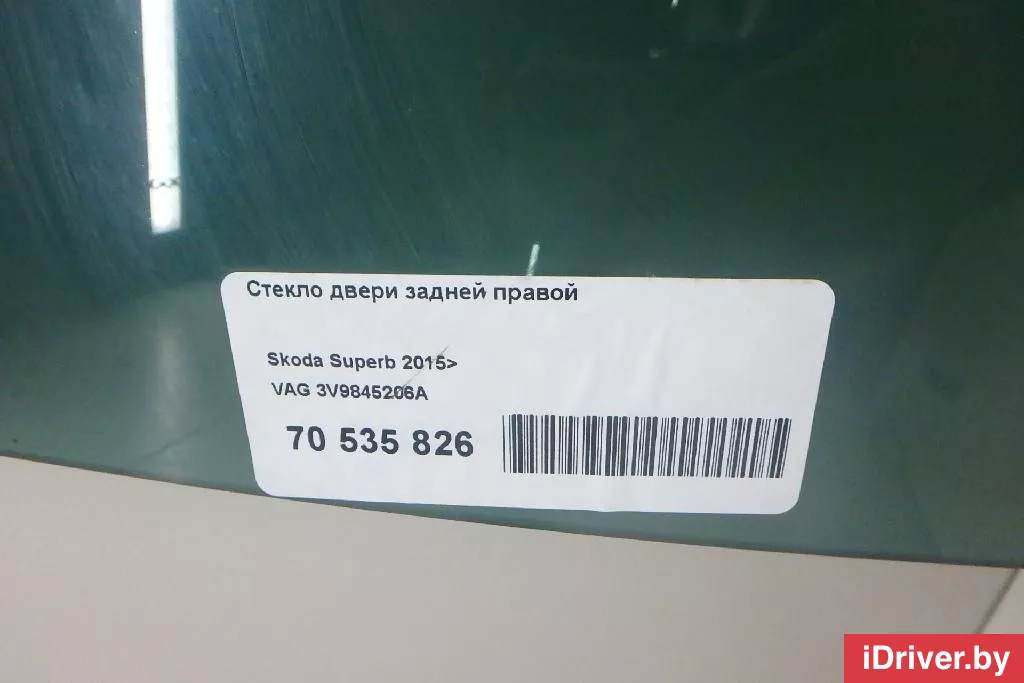 Стекло двери задней правой
Skoda Superb 2015>
VAG 3V9845206A
70 535 826
iDriver.by